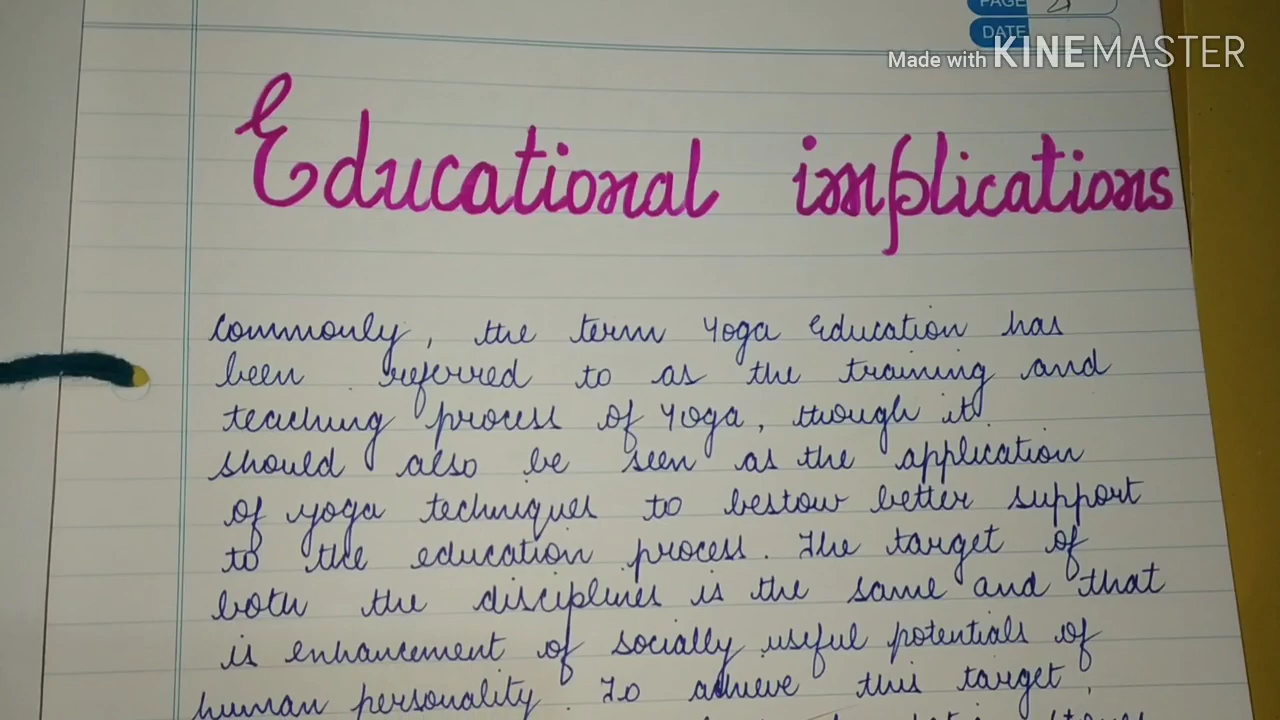 PAGE
DATE
Made with KINEMASTER
Educational implications
commonly, the term Yoga Education has
been referred to as the training and
teaching process of Yoga, though it
should also be seen as the application
of yoga techniques to bestow better support
to the education process. The target of
both the disciplines is the same and that
is enhancement of socially useful potentials of
human personality. To achieve this target,